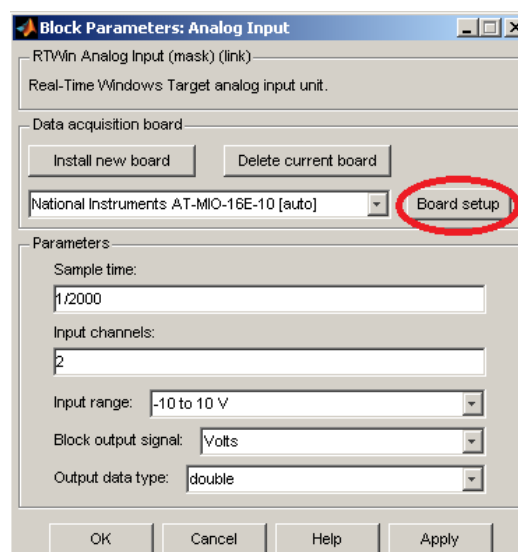 Block Parameters: Analog Input
RTWin Analog Input (mask) (link)
Real-Time Windows Target analog input unit.
Data acquisition board
Install new board Delete current board
National Instruments AT-MIO-16E-10 [auto] Board setup
Parameters
Sample time:
1/2000
Input channels:
2
Input range: -10 to 10 V
Block output signal: Volts
Output data type: double
OK Cancel Help Apply